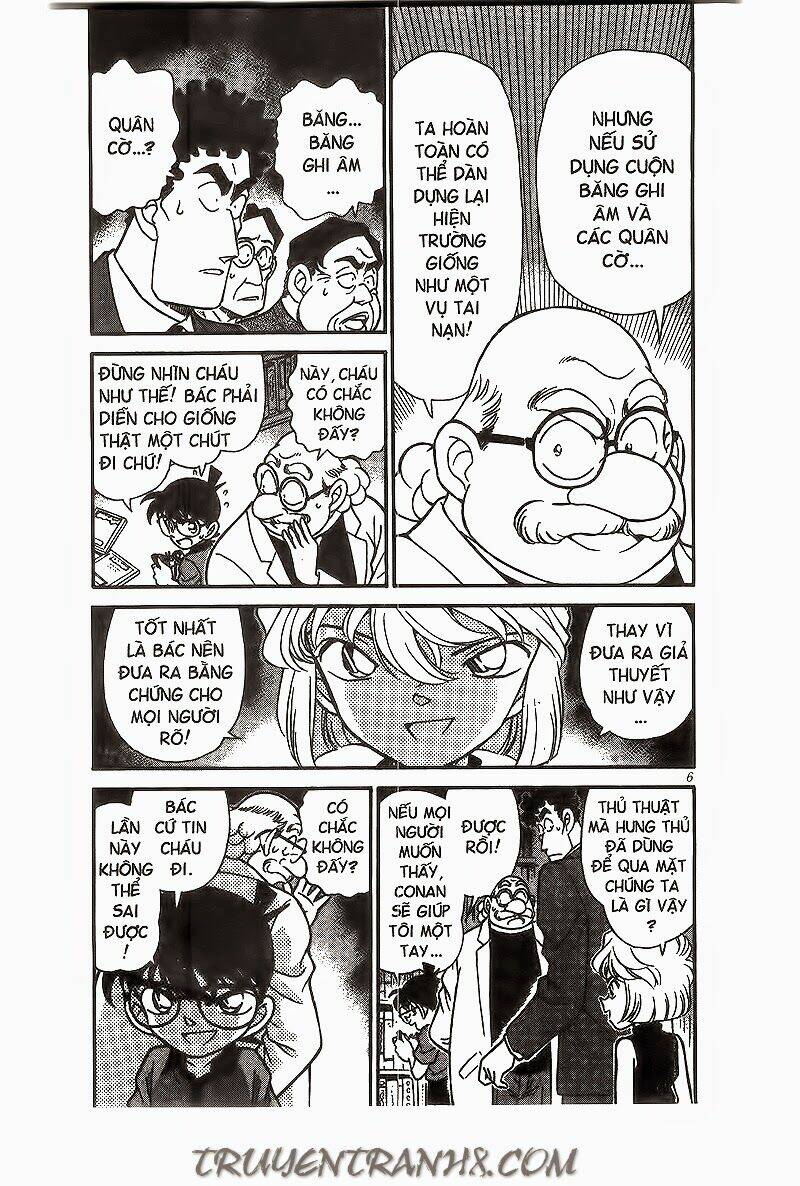 NHƯNG
NẾU SỬ
DỤNG CUỘN
BĂNG GHI
ÂM VÀ
CÁC QUÂN
CỜ...
TA HOÀN
TOÀN CÓ
THỂ DÀN
DỰNG LẠI
HIỆN
TRƯỜNG
GIỐNG
NHƯ MỘT
VỤ TAI
NẠN!
BĂNG...
BĂNG
GHI ÂM
...
QUÂN
CỜ...?
NÀY, CHÁU
CÓ CHẮC
KHÔNG
ĐẤY?
ĐỪNG NHÌN CHÁU
NHƯ THẾ! BÁC PHẢI
DIỄN CHO GIỐNG
THẬT MỘT CHÚT
ĐI CHỨ!
THAY VÌ
ĐƯA RA GIẢ
THUYẾT
NHƯ VẬY
...
TỐT NHẤT
LÀ BÁC NÊN
ĐƯA RA BẰNG
CHỨNG CHO
MỌI NGƯỜI
RÕ!
6
THỦ THUẬT
MÀ HUNG THỦ
ĐÃ DÙNG
ĐỂ QUA MẶT
CHÚNG TA
LÀ GÌ VẬY
?
ĐƯỢC
RỒI!
NẾU MỌI
NGƯỜI
MUỐN
THẤY,
CONAN
SẼ GIÚP
TÔI MỘT
TAY...
CÓ
CHẮC
KHÔNG
ĐẤY?
BÁC
CỨ TIN
CHÁU
ĐI.
LẦN
NÀY
KHÔNG
THỂ
SAI
ĐƯỢC
!
TRUYENTRANH8.COM